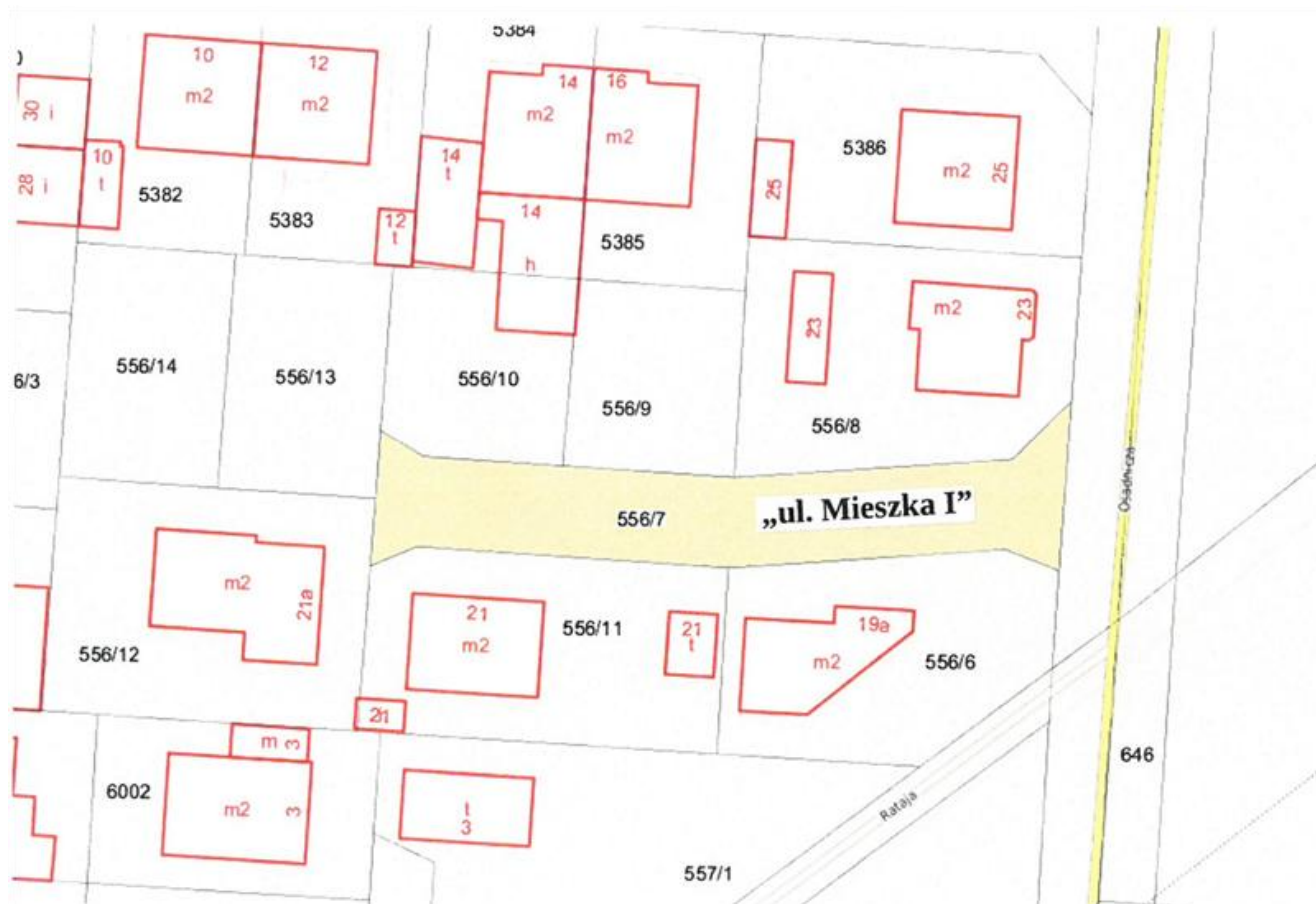 5384
10
12
14
16
m2
m2
m2
m2
30 i
28 i
10
t
14
t
12
t
14
h
25
5386
m2
25
5382
5383
5385
23
m2
23
6/3
556/14
556/13
556/10
556/9
556/8
556/7
„ul. Mieszka I”
Osadnicza
m2
21a
21
m2
556/11
21
t
19a
m2
556/6
556/12
21
m 3
m2
3
6002
t
3
646
Rataja
557/1